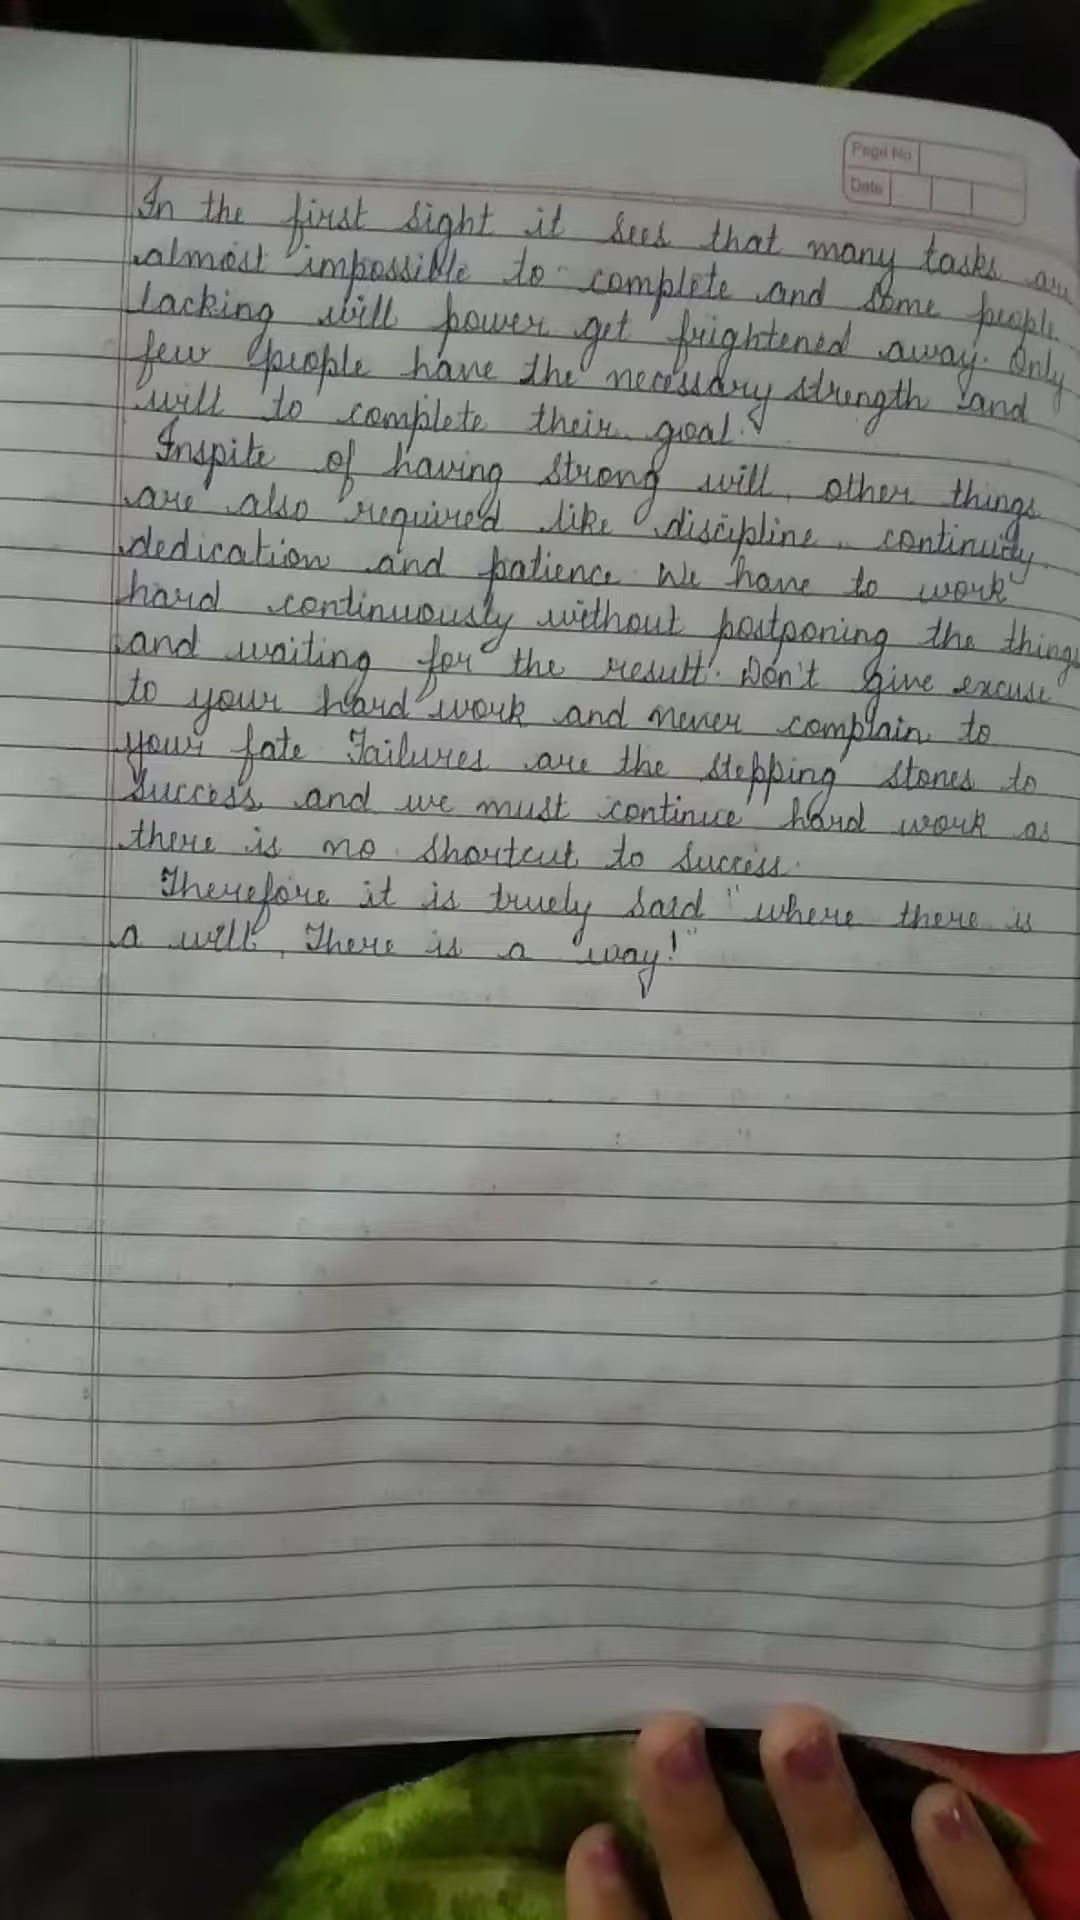 Page No
Date
In the first sight it sees that many tasks are
almost impossible to complete and some people
lacking will power get frightened away. Only
few people have the necessary strength and
will to complete their goal.
Inspite of having strong will, other things
are also required like discipline, continuity,
dedication and patience. We have to work
hard continuously without postponing the things
and waiting for the result. Don't give excuse
to your hard work and never complain to
your fate Failures are the stepping stones to
success and we must continue hard work as
there is no shortcut to success.
Therefore it is truely said "where there is
a will, There is a way!"